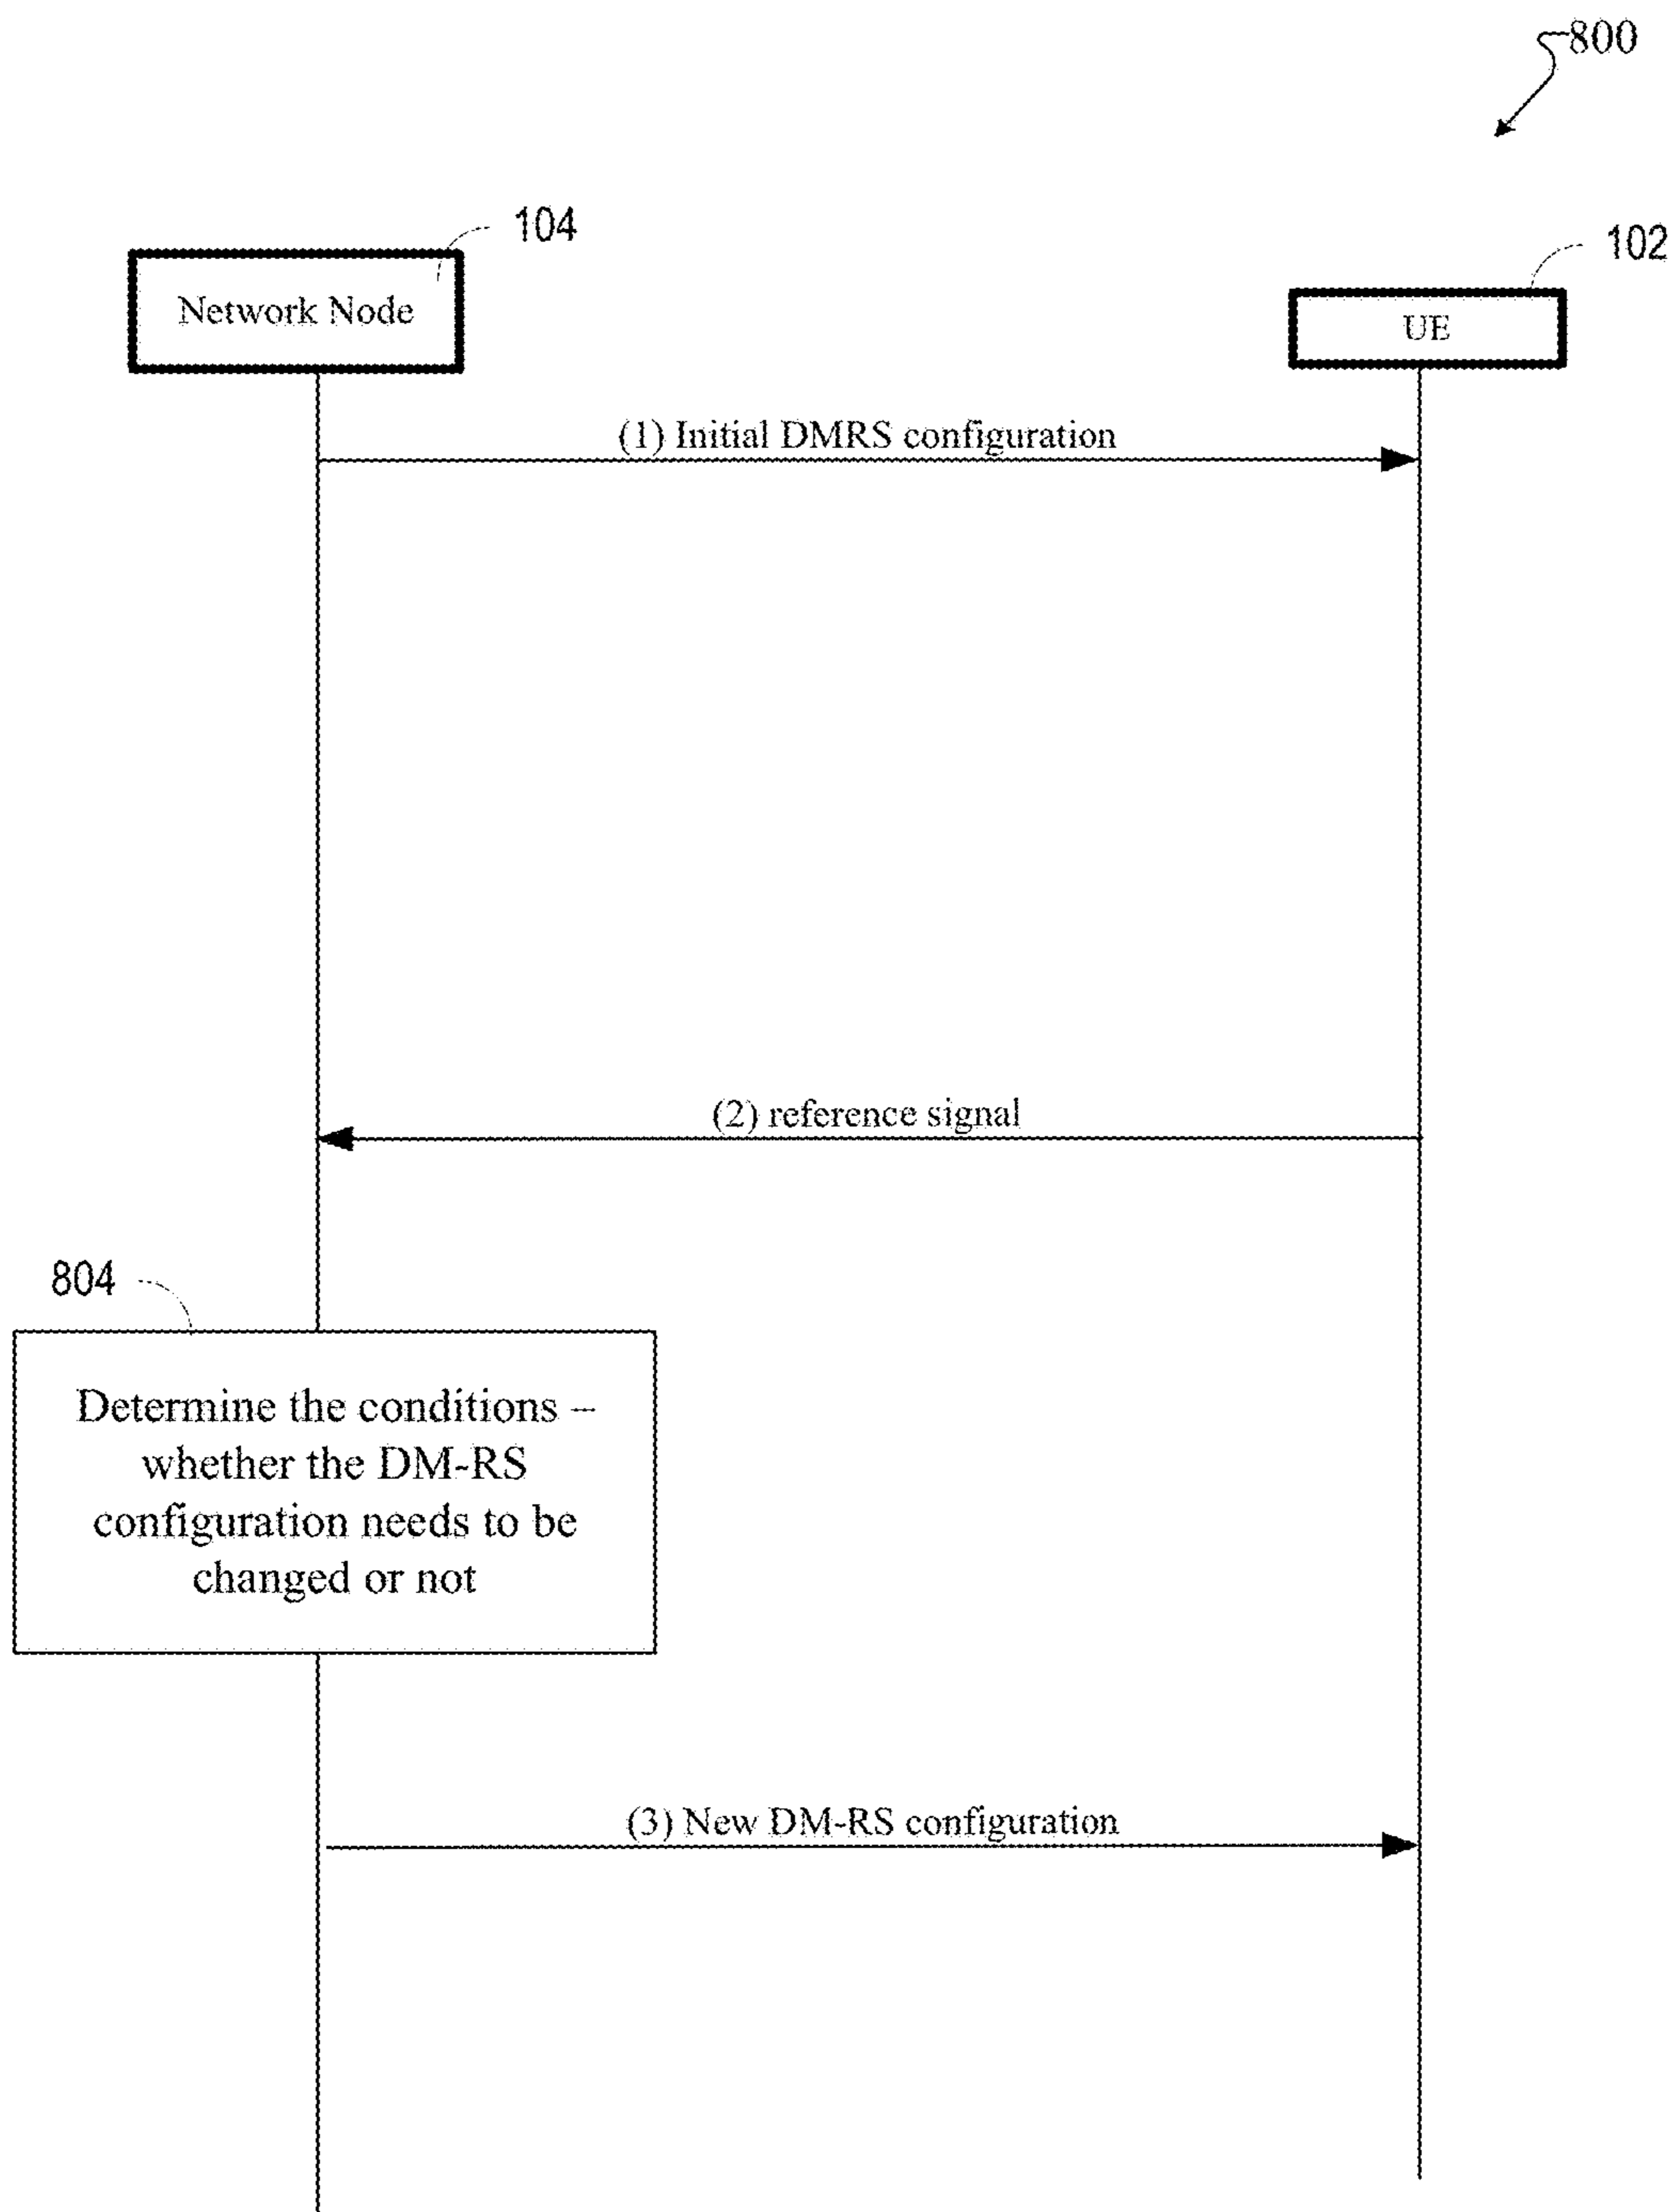 800
104
102
Network Node
UE
(1) Initial DMRS configuration
(2) reference signal
804
Determine the conditions –
whether the DM-RS
configuration needs to be
changed or not
(3) New DM-RS configuration